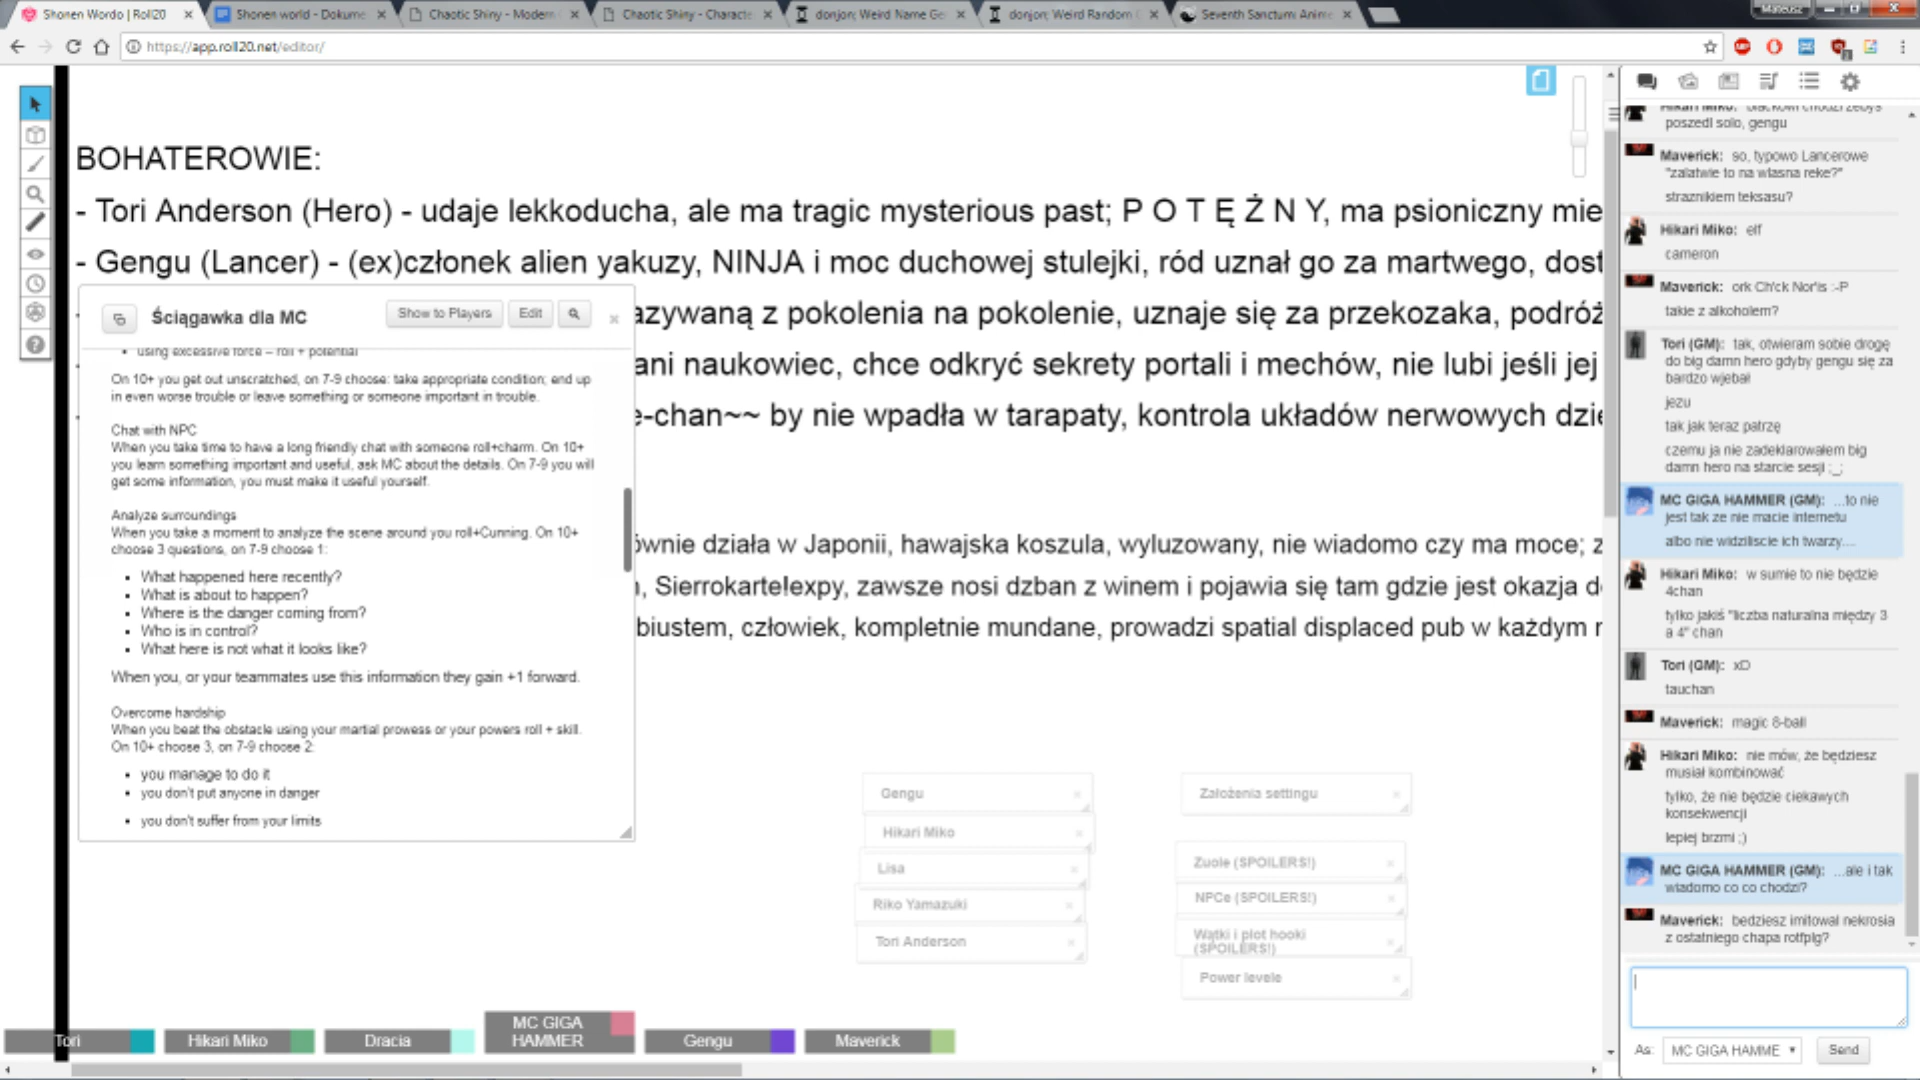 Shonen Wordo | Roll20
Shonen world - Dokume
Chaotic Shiny - Modern
Chaotic Shiny - Characte
donjon; Weird Name Ge
donjon; Weird Random
Seventh Sanctum: Anime
Mateusz
https://app.roll20.net/editor/
BOHATEROWIE:
- Tori Anderson (Hero) - udaje lekkoducha, ale ma tragic mysterious past; P O T Ę Ż N Y, ma psioniczny mie
- Gengu (Lancer) - (ex)członek alien yakuzy, NINJA i moc duchowej stulejki, ród uznał go za martwego, dost
azywaną z pokolenia na pokolenie, uznaje się za przekozaka, podróż
ani naukowiec, chce odkryć sekrety portali i mechów, nie lubi jeśli jej
e-chan~~ by nie wpadła w tarapaty, kontrola układów nerwowych dzie
ównie działa w Japonii, hawajska koszula, wyluzowany, nie wiadomo czy ma moce; z
, Sierrokarte!expy, zawsze nosi dzban z winem i pojawia się tam gdzie jest okazja d
biustem, człowiek, kompletnie mundane, prowadzi spatial displaced pub w każdym r
Ściągawka dla MC
Show to Players
Edit
• using excessive force – roll + potential
On 10+ you get out unscratched, on 7-9 choose: take appropriate condition; end up
in even worse trouble or leave something or someone important in trouble.
Chat with NPC
When you take time to have a long friendly chat with someone roll+charm. On 10+
you learn something important and useful, ask MC about the details. On 7-9 you will
get some information, you must make it useful yourself.
Analyze surroundings
When you take a moment to analyze the scene around you roll+Cunning. On 10+
choose 3 questions, on 7-9 choose 1:
• What happened here recently?
• What is about to happen?
• Where is the danger coming from?
• Who is in control?
• What here is not what it looks like?
When you, or your teammates use this information they gain +1 forward.
Overcome hardship
When you beat the obstacle using your martial prowess or your powers roll + skill.
On 10+ choose 3, on 7-9 choose 2:
• you manage to do it
• you don't put anyone in danger
• you don't suffer from your limits
Gengu
Hikari Miko
Lisa
Riko Yamazuki
Tori Anderson
Założenia settingu
Zuole (SPOILERS!)
NPCe (SPOILERS!)
Wątki i plot hooki
(SPOILERS!)
Power levele
Tori
Hikari Miko
Dracia
MC GIGA
HAMMER
Gengu
Maverick
Hikari Miko: blackowi chodzi żebyś
poszedl solo, gengu
Maverick: so, typowo Lancerowe
"zalatwie to na wlasna reke?"
straznikiem teksasu?
Hikari Miko: elf
cameron
Maverick: ork Ch'ck Nor'is :-P
takie z alkoholem?
Tori (GM): tak, otwieram sobie drogę
do big damn hero gdyby gengu się za
bardzo wjebał
jezu
tak jak teraz patrzę
czemu ja nie zadeklarowałem big
damn hero na starcie sesji ;_;
MC GIGA HAMMER (GM): ...to nie
jest tak ze nie macie internetu
albo nie widziliscie ich twarzy....
Hikari Miko: w sumie to nie będzie
4chan
tylko jakiś "liczba naturalna między 3
a 4" chan
Tori (GM): xD
tauchan
Maverick: magic 8-ball
Hikari Miko: nie mów, że będziesz
musiał kombinować
tylko, że nie będzie ciekawych
konsekwencji
lepiej brzmi ;)
MC GIGA HAMMER (GM): ...ale i tak
wiadomo co co chodzi?
Maverick: bedziesz imitowal nekrosia
z ostatniego chapa rotfplg?
As:
MC GIGA HAMME
Send